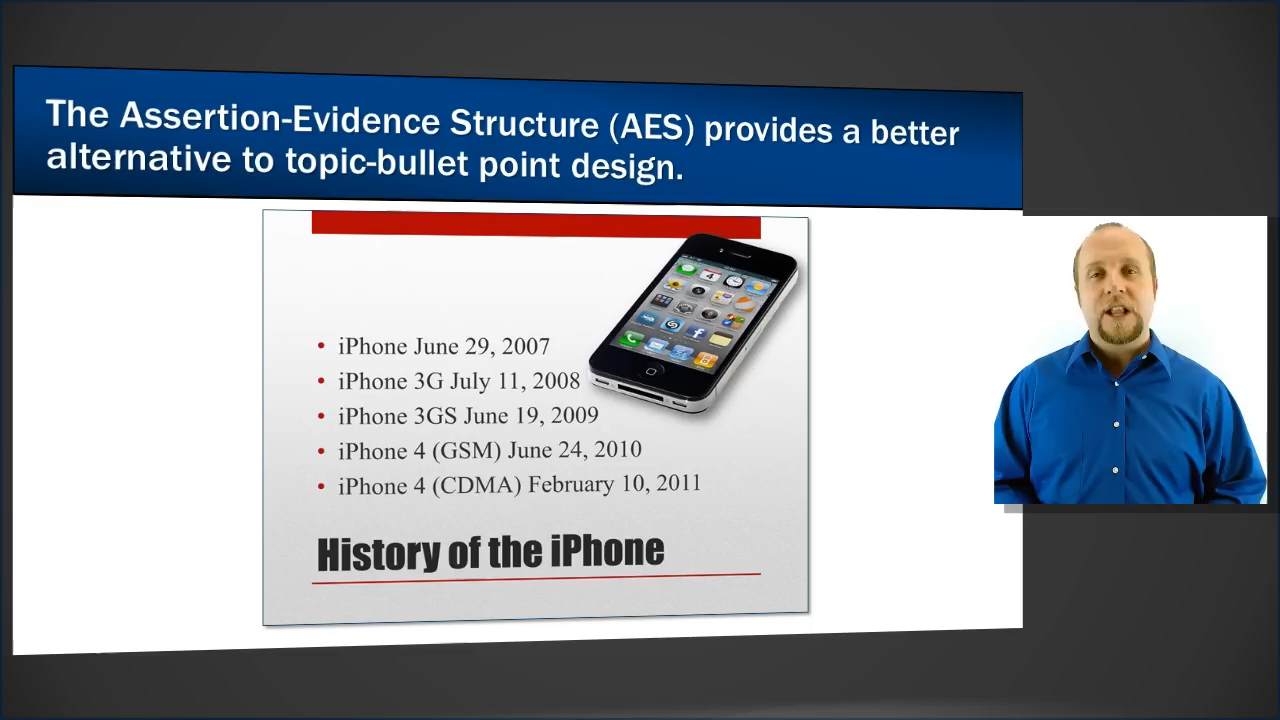 The Assertion-Evidence Structure (AES) provides a better
alternative to topic-bullet point design.
• iPhone June 29, 2007
• iPhone 3G July 11, 2008
• iPhone 3GS June 19, 2009
• iPhone 4 (GSM) June 24, 2010
• iPhone 4 (CDMA) February 10, 2011
History of the iPhone